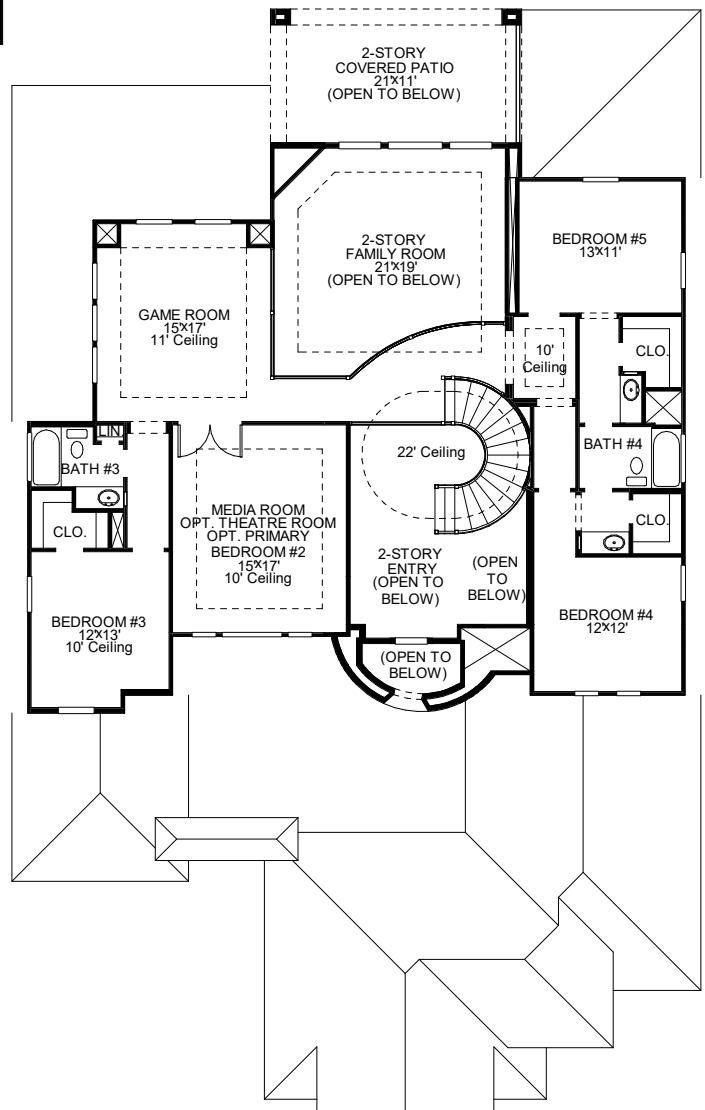 2-STORY
COVERED PATIO
21'X11'
(OPEN TO BELOW)
2-STORY
FAMILY ROOM
21'X19'
(OPEN TO BELOW)
BEDROOM #5
13'X11'
GAME ROOM
15'X17'
11' Ceiling
10'
Ceiling
CLO.
LIN.
BATH #3
22' Ceiling
BATH #4
CLO.
MEDIA ROOM
OPT. THEATRE ROOM
OPT. PRIMARY
BEDROOM #2
15'X17'
10' Ceiling
CLO.
2-STORY
ENTRY
(OPEN TO
BELOW)
(OPEN
TO
BELOW)
BEDROOM #3
12'X13'
10' Ceiling
BEDROOM #4
12'X12'
(OPEN TO
BELOW)